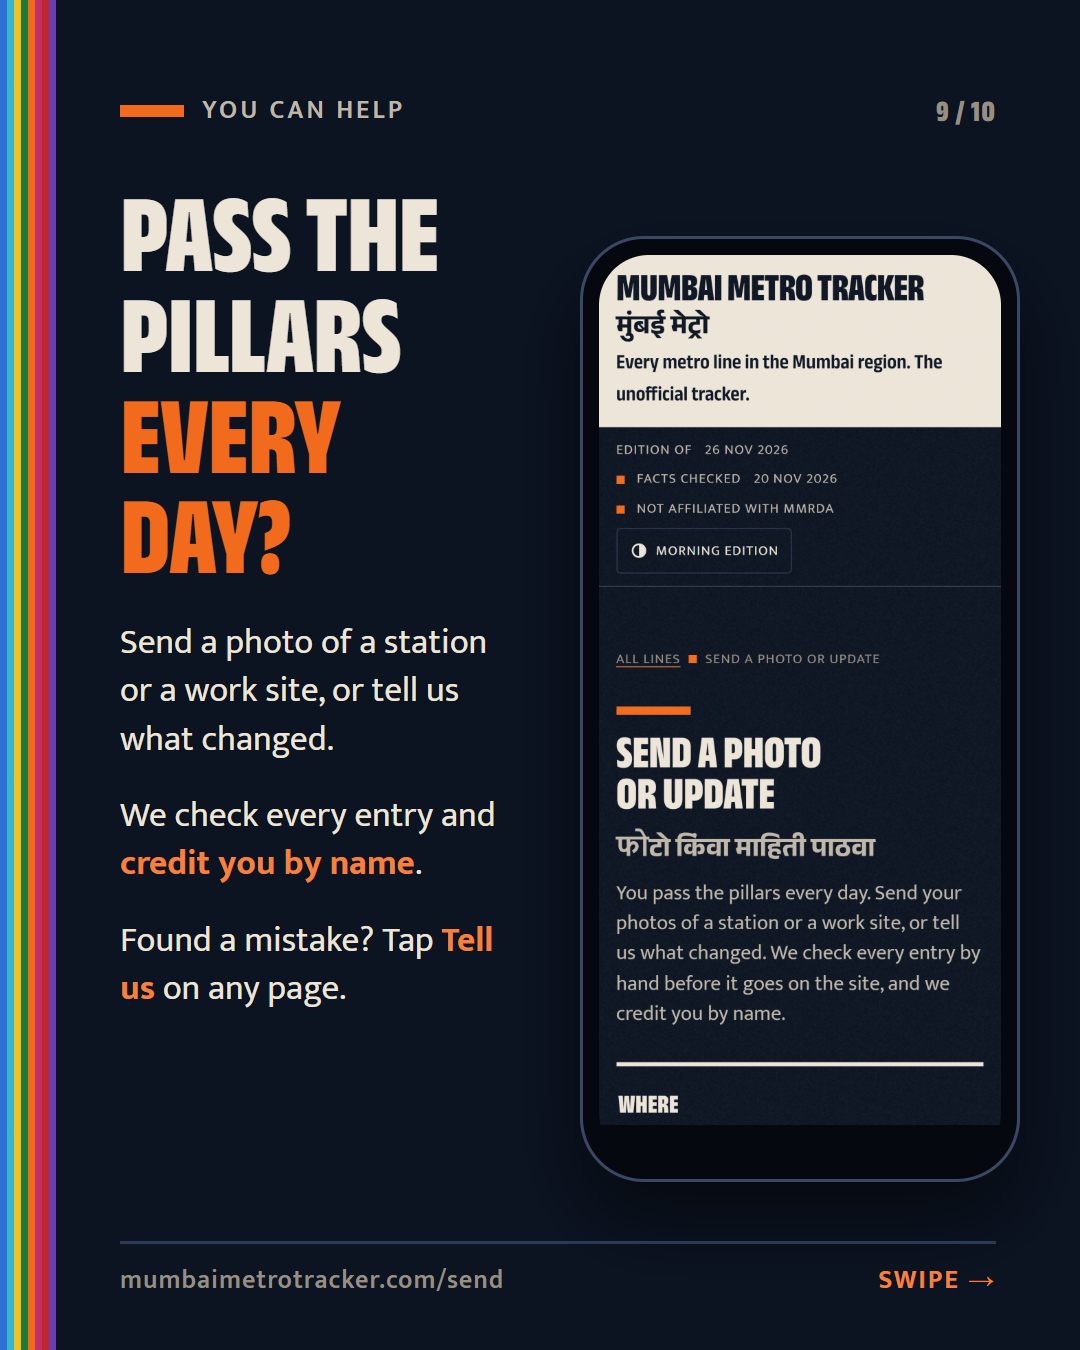 YOU CAN HELP
9 / 10
PASS THE
PILLARS
EVERY
DAY?
Send a photo of a station
or a work site, or tell us
what changed.
We check every entry and
credit you by name.
Found a mistake? Tap Tell
us on any page.
MUMBAI METRO TRACKER
मुंबई मेट्रो
Every metro line in the Mumbai region. The
unofficial tracker.
EDITION OF 26 NOV 2026
FACTS CHECKED 20 NOV 2026
NOT AFFILIATED WITH MMRDA
MORNING EDITION
ALL LINES SEND A PHOTO OR UPDATE
SEND A PHOTO
OR UPDATE
फोटो किंवा माहिती पाठवा
You pass the pillars every day. Send your
photos of a station or a work site, or tell
us what changed. We check every entry by
hand before it goes on the site, and we
credit you by name.
WHERE
mumbaimetrotracker.com/send
SWIPE →